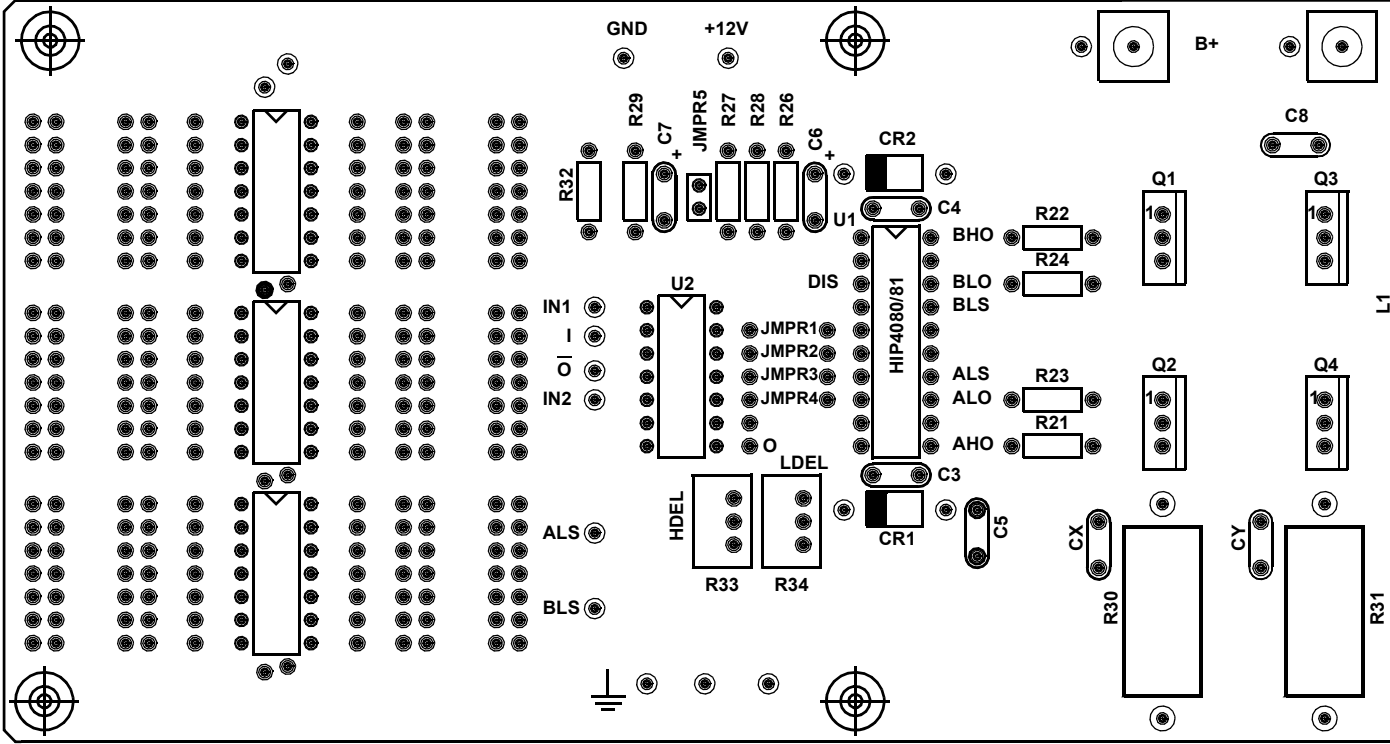 GND
+12V
B+
R29
C7
+
JMPR5
R27
R28
R26
C6
+
CR2
C8
R32
U1
C4
Q1
1
Q3
1
BHO
R22
R24
DIS
BLO
BLS
L1
U2
HIP4080/81
IN1
I
O
IN2
JMPR1
JMPR2
JMPR3
JMPR4
ALS
ALO
R23
R21
AHO
Q2
1
Q4
1
O
LDEL
HDEL
C3
CR1
C5
CX
CY
R33
R34
R30
R31
ALS
BLS